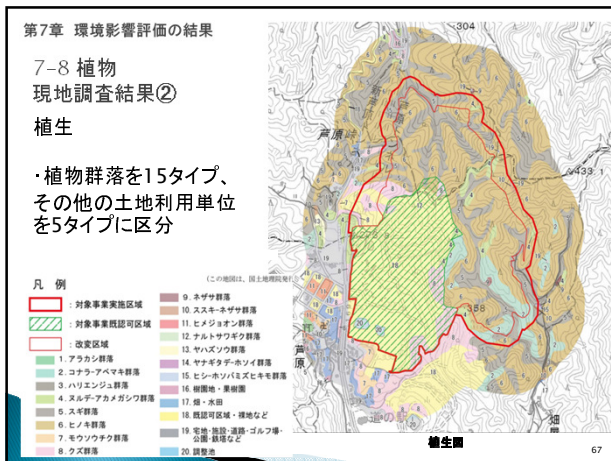 第7章 環境影響評価の結果
7-8 植物
現地調査結果②
植生
・植物群落を15タイプ、
その他の土地利用単位
を5タイプに区分
凡 例
：対象事業実施区域
：対象事業既認可区域
：改変区域
1. アラカシ群落
2. コナラ-アベマキ群落
3. ハリエンジュ群落
4. ヌルデ-アカメガシワ群落
5. スギ群落
6. ヒノキ群落
7. モウソウチク群落
8. クズ群落
9. ネザサ群落
10. ススキ-ネザサ群落
11. ヒメジョオン群落
12. ナルトサワギク群落
13. ヤハズソウ群落
14. ヤナギタデ-ホソイ群落
15. ヒシ-ホソバミズヒキモ群落
16. 樹園地・果樹園
17. 畑・水田
18. 既認可区域・裸地など
19. 宅地・施設・道路・ゴルフ場・
公園・鉄塔など
20. 調整池
(この地図は、国土地理院発行
304
芦原峠
新芦原
芦原
358
道の駅
畑
植生図
67